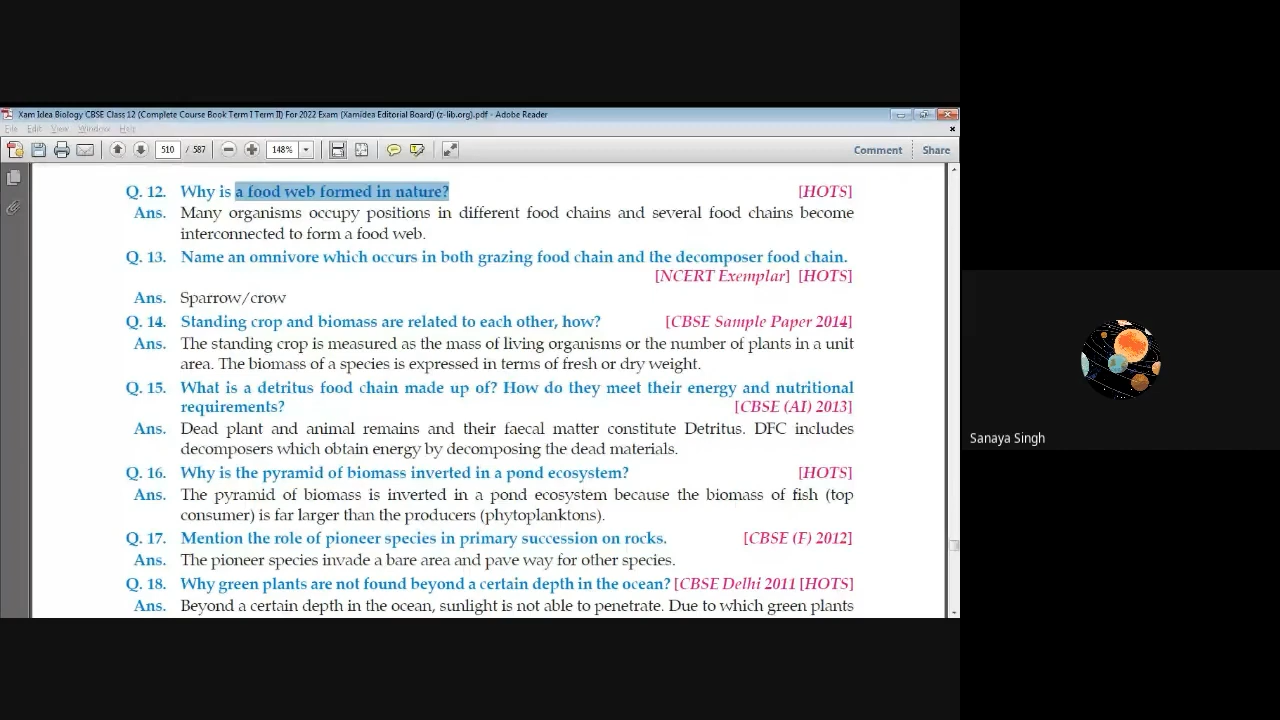 Xam Idea Biology CBSE Class 12 (Complete Course Book Term I Term II) For 2022 Exam (Xamidea Editorial Board) (z-lib.org).pdf - Adobe Reader
File Edit View Window Help
510 / 587 148% Comment Share
Q. 12. Why is a food web formed in nature? [HOTS]
Ans. Many organisms occupy positions in different food chains and several food chains become
interconnected to form a food web.
Q. 13. Name an omnivore which occurs in both grazing food chain and the decomposer food chain.
[NCERT Exemplar] [HOTS]
Ans. Sparrow/crow
Q. 14. Standing crop and biomass are related to each other, how? [CBSE Sample Paper 2014]
Ans. The standing crop is measured as the mass of living organisms or the number of plants in a unit
area. The biomass of a species is expressed in terms of fresh or dry weight.
Q. 15. What is a detritus food chain made up of? How do they meet their energy and nutritional
requirements? [CBSE (AI) 2013]
Ans. Dead plant and animal remains and their faecal matter constitute Detritus. DFC includes
decomposers which obtain energy by decomposing the dead materials.
Q. 16. Why is the pyramid of biomass inverted in a pond ecosystem? [HOTS]
Ans. The pyramid of biomass is inverted in a pond ecosystem because the biomass of fish (top
consumer) is far larger than the producers (phytoplanktons).
Q. 17. Mention the role of pioneer species in primary succession on rocks. [CBSE (F) 2012]
Ans. The pioneer species invade a bare area and pave way for other species.
Q. 18. Why green plants are not found beyond a certain depth in the ocean? [CBSE Delhi 2011 [HOTS]
Ans. Beyond a certain depth in the ocean, sunlight is not able to penetrate. Due to which green plants
Sanaya Singh